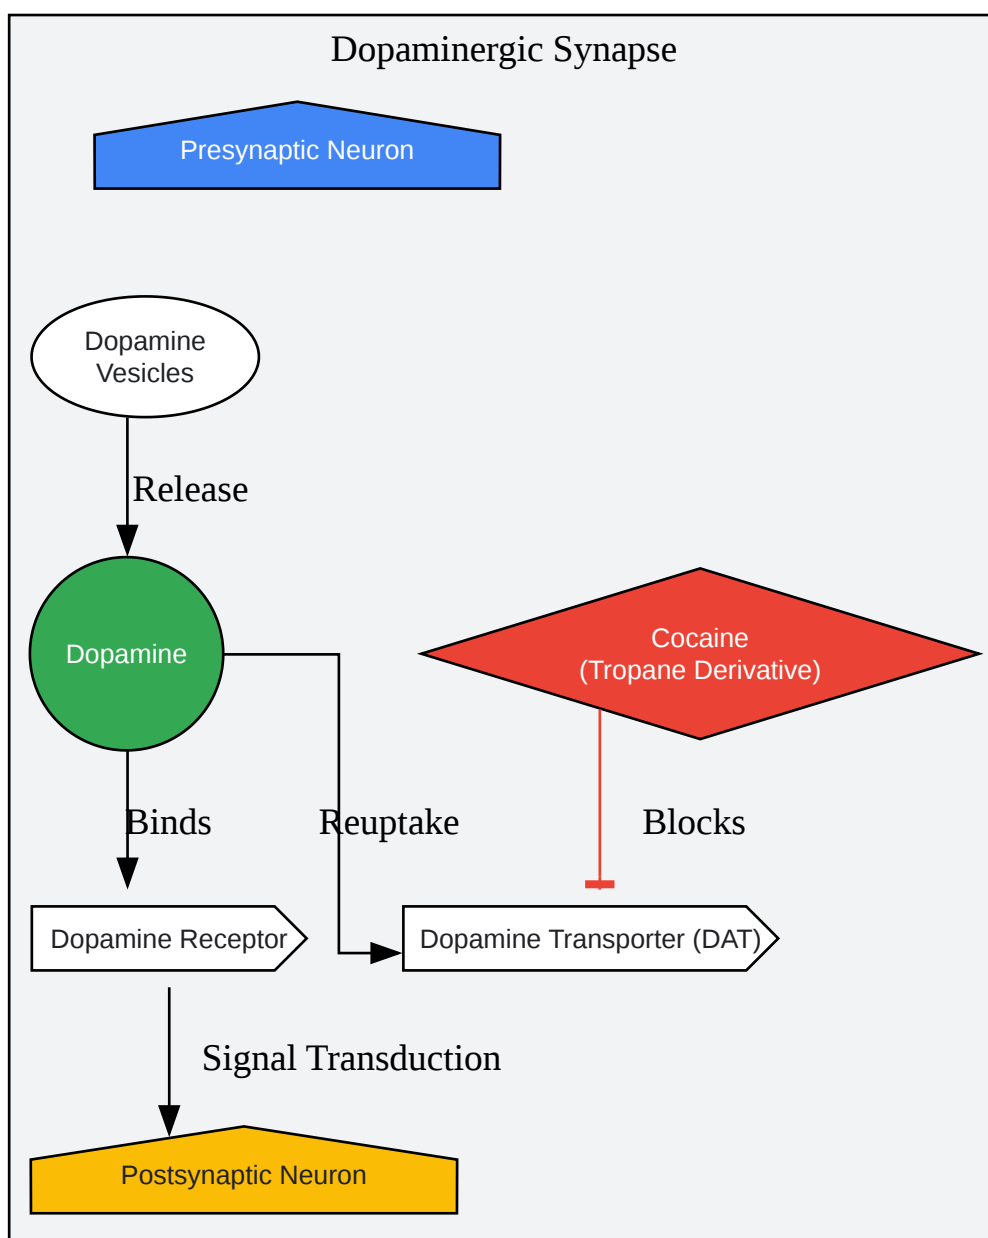 Dopaminergic Synapse
Presynaptic Neuron
Dopamine
Vesicles
Release
Dopamine
Cocaine
(Tropane Derivative)
Binds
Reuptake
Blocks
Dopamine Receptor
Dopamine Transporter (DAT)
Signal Transduction
Postsynaptic Neuron